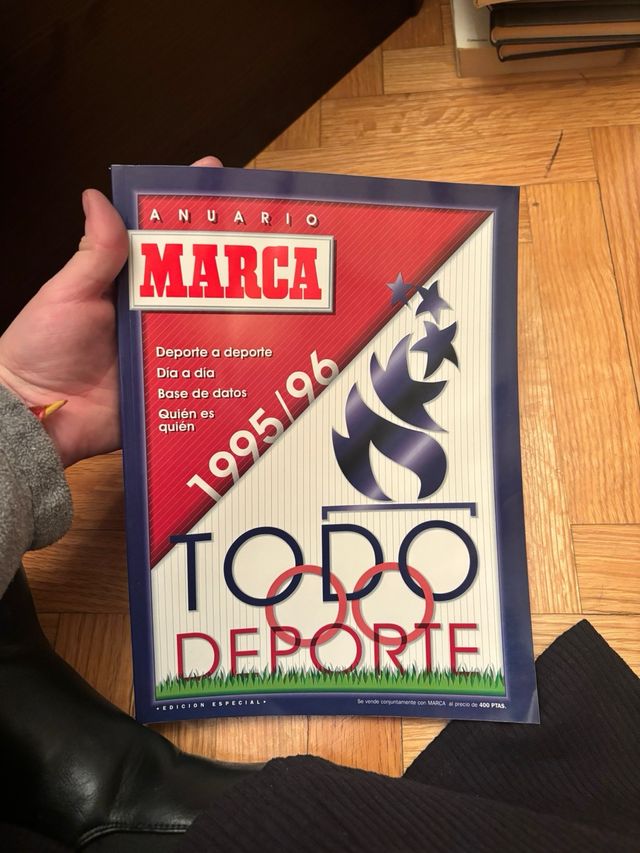 ANUARIO
MARCA
Deporte a deporte
Día a día
Base de datos
Quién es
quién
1995/96
TODO
DEPORTE
•EDICION ESPECIAL•
Se vende conjuntamente con MARCA al precio de 400 PTAS.